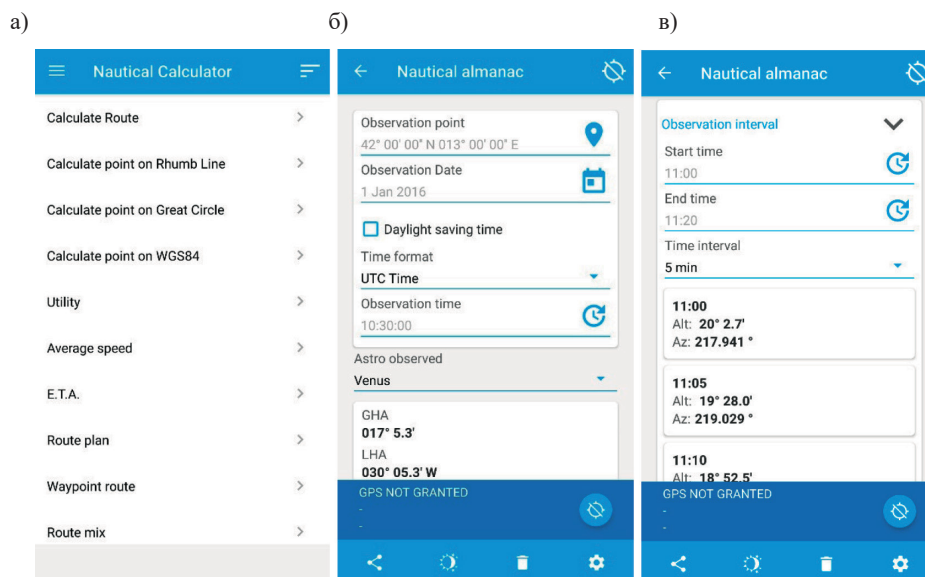 а)
б)
в)
Nautical Calculator
Calculate Route
Calculate point on Rhumb Line
Calculate point on Great Circle
Calculate point on WGS84
Utility
Average speed
E.T.A.
Route plan
Waypoint route
Route mix
Nautical almanac
Observation point
42° 00' 00" N 013° 00' 00" E
Observation Date
1 Jan 2016
Daylight saving time
Time format
UTC Time
Observation time
10:30:00
Astro observed
Venus
GHA
017° 5.3'
LHA
030° 05.3' W
GPS NOT GRANTED
-
-
Nautical almanac
Observation interval
Start time
11:00
End time
11:20
Time interval
5 min
11:00
Alt: 20° 2.7'
Az: 217.941 °
11:05
Alt: 19° 28.0'
Az: 219.029 °
11:10
Alt: 18° 52.5'
GPS NOT GRANTED
-
-